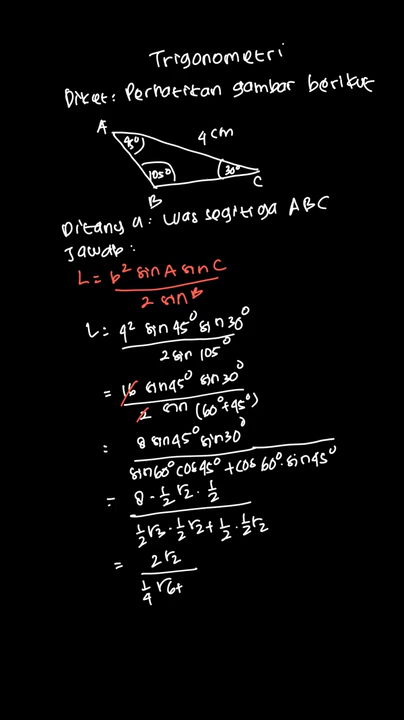 Trigonometri
Diket: Perhatikan gambar berikut
A
45°
4 cm
105°
30°
B
C
Ditanya: Luas segitiga ABC
Jawab:
L = b² sin A sin C
2 sin B
L = 4² sin 45° sin 30°
2 sin 105°
= 16 sin 45° sin 30°
2 sin (60° + 45°)
= 8 sin 45° sin 30°
sin 60° cos 45° + cos 60° . sin 45°
= 8 · ½ √2 · ½
½ √3 · ½ √2 + ½ · ½ √2
= 2 √2
¼ √6 +